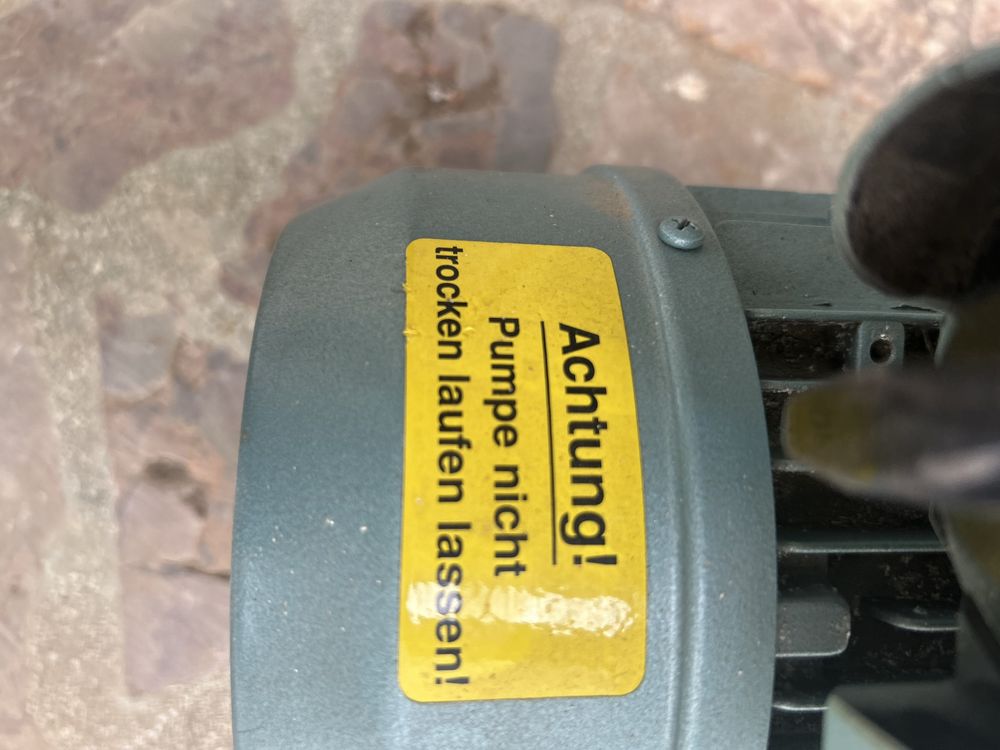 Achtung!
Pumpe nicht
trocken laufen lassen!